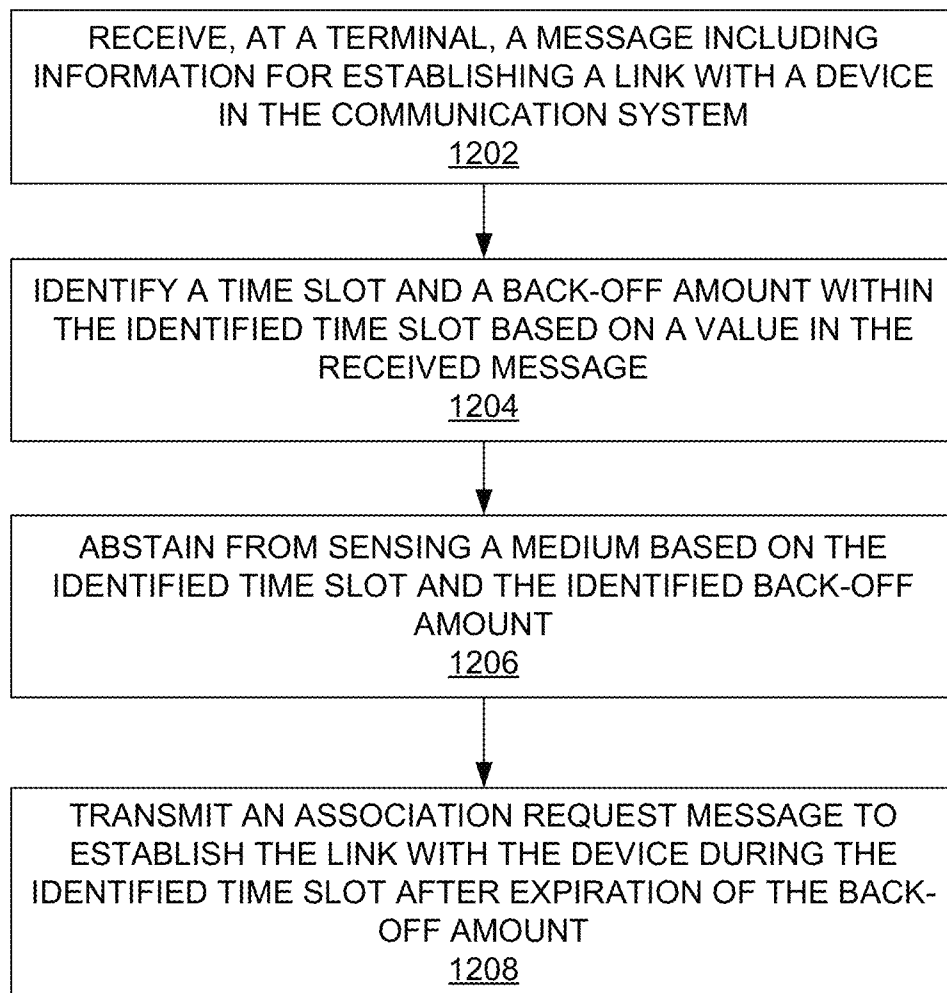 RECEIVE, AT A TERMINAL, A MESSAGE INCLUDING
INFORMATION FOR ESTABLISHING A LINK WITH A DEVICE
IN THE COMMUNICATION SYSTEM
1202
IDENTIFY A TIME SLOT AND A BACK-OFF AMOUNT WITHIN
THE IDENTIFIED TIME SLOT BASED ON A VALUE IN THE
RECEIVED MESSAGE
1204
ABSTAIN FROM SENSING A MEDIUM BASED ON THE
IDENTIFIED TIME SLOT AND THE IDENTIFIED BACK-OFF
AMOUNT
1206
TRANSMIT AN ASSOCIATION REQUEST MESSAGE TO
ESTABLISH THE LINK WITH THE DEVICE DURING THE
IDENTIFIED TIME SLOT AFTER EXPIRATION OF THE BACK-
OFF AMOUNT
1208